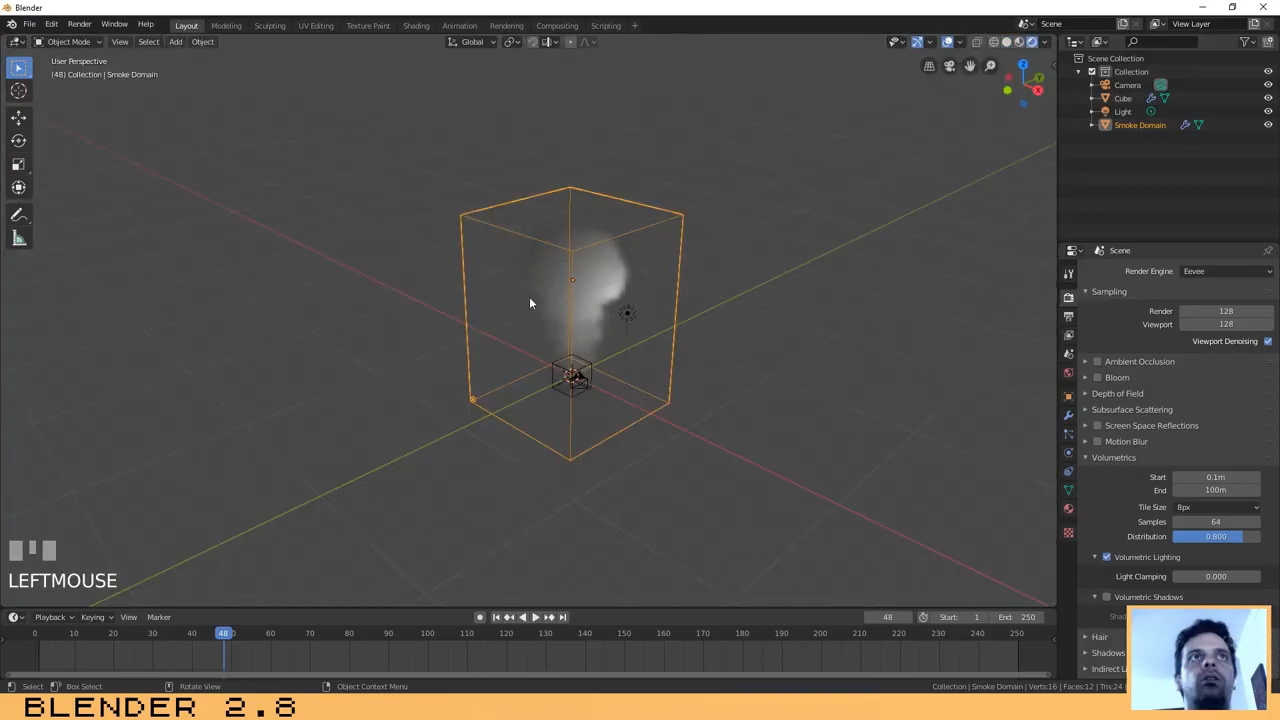 Blender
File Edit Render Window Help Layout Modeling Sculpting UV Editing Texture Paint Shading Animation Rendering Compositing Scripting + Scene View Layer
Object Mode View Select Add Object Global
User Perspective
(48) Collection | Smoke Domain
Z
Y
X
Scene Collection
Collection
Camera
Cube
Light
Smoke Domain
Scene
Render Engine Eevee
Sampling
Render 128
Viewport 128
Viewport Denoising
Ambient Occlusion
Bloom
Depth of Field
Subsurface Scattering
Screen Space Reflections
Motion Blur
Volumetrics
Start 0.1m
End 100m
Tile Size 8px
Samples 64
Distribution 0.800
Volumetric Lighting
Light Clamping 0.000
Volumetric Shadows
Hair
Shadows
LEFTMOUSE
Playback Keying View Marker 48 Start: 1 End: 250
0 10 20 30 40 48 60 70 80 90 100 110 120 130 140 150 160 170 180 190 200 210 220 230 240 250
Select Box Select Rotate View Object Context Menu Collection | Smoke Domain | Verts:16 | Faces:12 | Tris:24
BLENDER 2.8